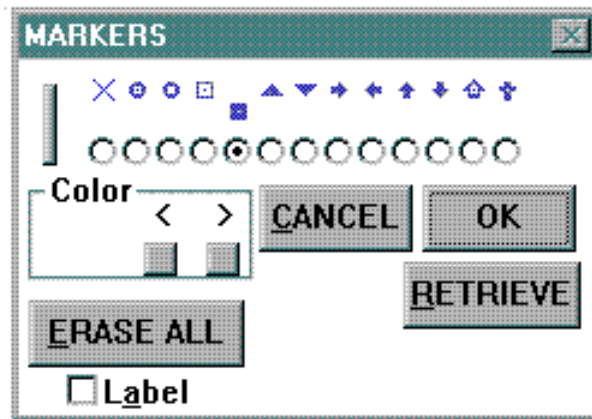 MARKERS
Color
< >
CANCEL
OK
RETRIEVE
ERASE ALL
Label